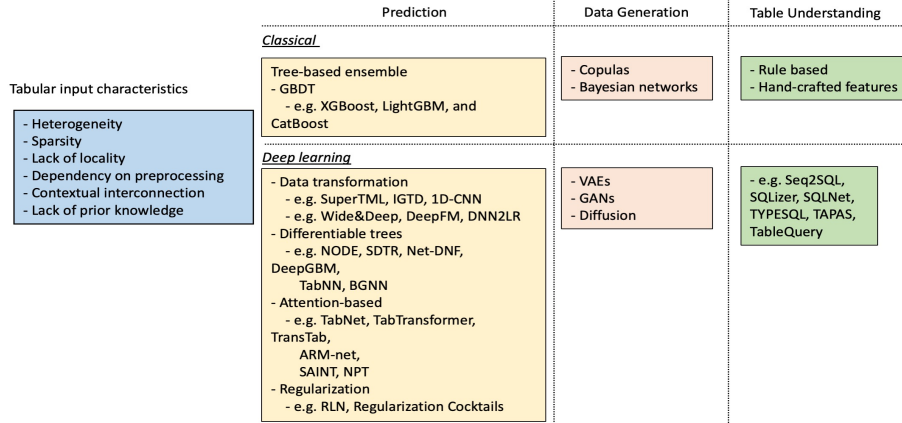 Prediction
Data Generation
Table Understanding
Classical
Tabular input characteristics
- Heterogeneity
- Sparsity
- Lack of locality
- Dependency on preprocessing
- Contextual interconnection
- Lack of prior knowledge
Tree-based ensemble
- GBDT
- e.g. XGBoost, LightGBM, and
CatBoost
- Copulas
- Bayesian networks
- Rule based
- Hand-crafted features
Deep learning
- Data transformation
- e.g. SuperTML, IGTD, 1D-CNN
- e.g. Wide&Deep, DeepFM, DNN2LR
- Differentiable trees
- e.g. NODE, SDTR, Net-DNF,
DeepGBM,
TabNN, BGNN
- Attention-based
- e.g. TabNet, TabTransformer,
TransTab,
ARM-net,
SAINT, NPT
- Regularization
- e.g. RLN, Regularization Cocktails
- VAEs
- GANs
- Diffusion
- e.g. Seq2SQL,
SQLizer, SQLNet,
TYPESQL, TAPAS,
TableQuery